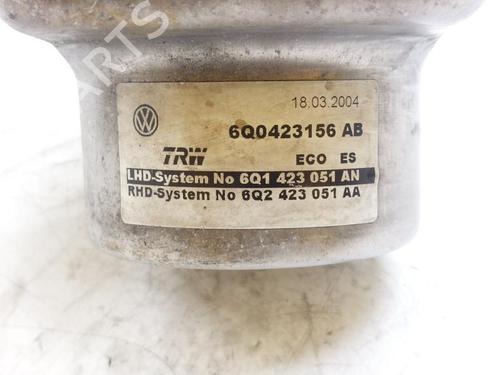 PARTS
18.03.2004
6Q0423156 AB
TRW
ECO ES
LHD-System No 6Q1 423 051 AN
RHD-System No 6Q2 423 051 AA